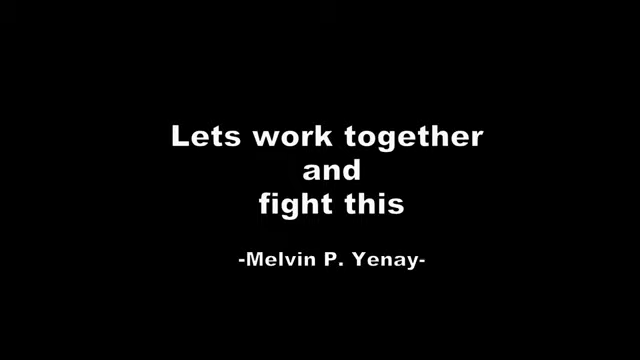 Lets work together
and
fight this
-Melvin P. Yenay-